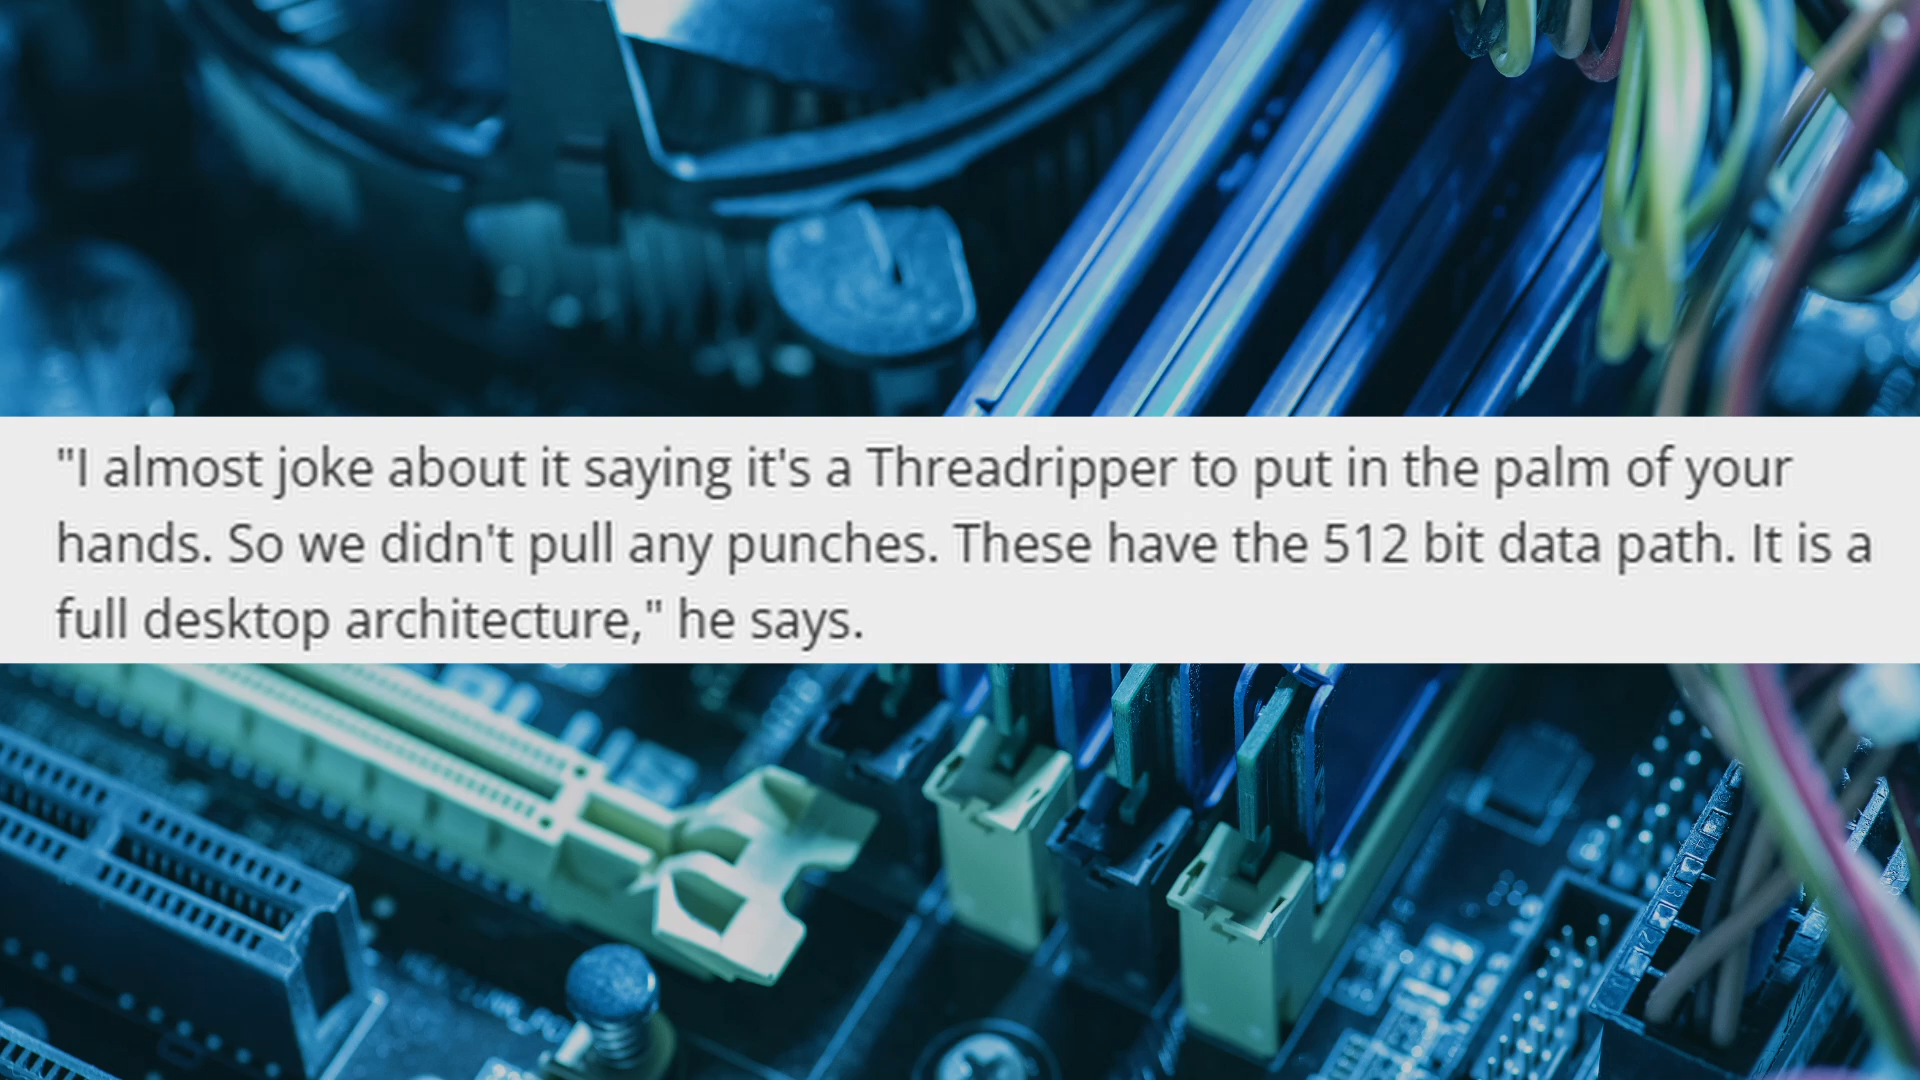 "I almost joke about it saying it's a Threadripper to put in the palm of your
hands. So we didn't pull any punches. These have the 512 bit data path. It is a
full desktop architecture," he says.